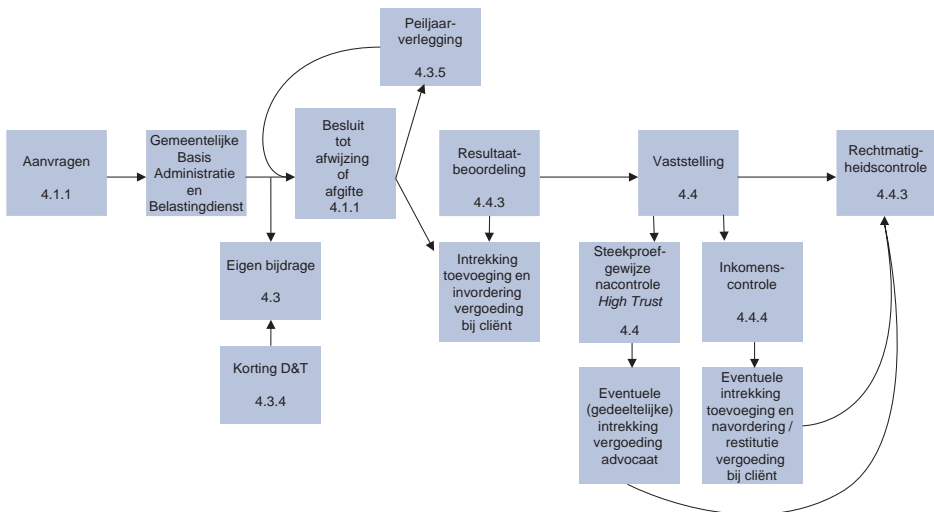 Peiljaar-
verlegging
4.3.5
Aanvragen
4.1.1
Gemeentelijke
Basis
Administratie
en
Belastingdienst
Besluit
tot
afwijzing
of
afgifte
4.1.1
Resultaat-
beoordeling
4.4.3
Vaststelling
4.4
Rechtmatig-
heidscontrole
4.4.3
Eigen bijdrage
4.3
Intrekking
toevoeging en
invordering
vergoeding
bij cliënt
Steekproef-
gewijze
nacontrole
High Trust
4.4
Inkomens-
controle
4.4.4
Korting D&T
4.3.4
Eventuele
(gedeeltelijke)
intrekking
vergoeding
advocaat
Eventuele
intrekking
toevoeging en
navordering /
restitutie
vergoeding
bij cliënt